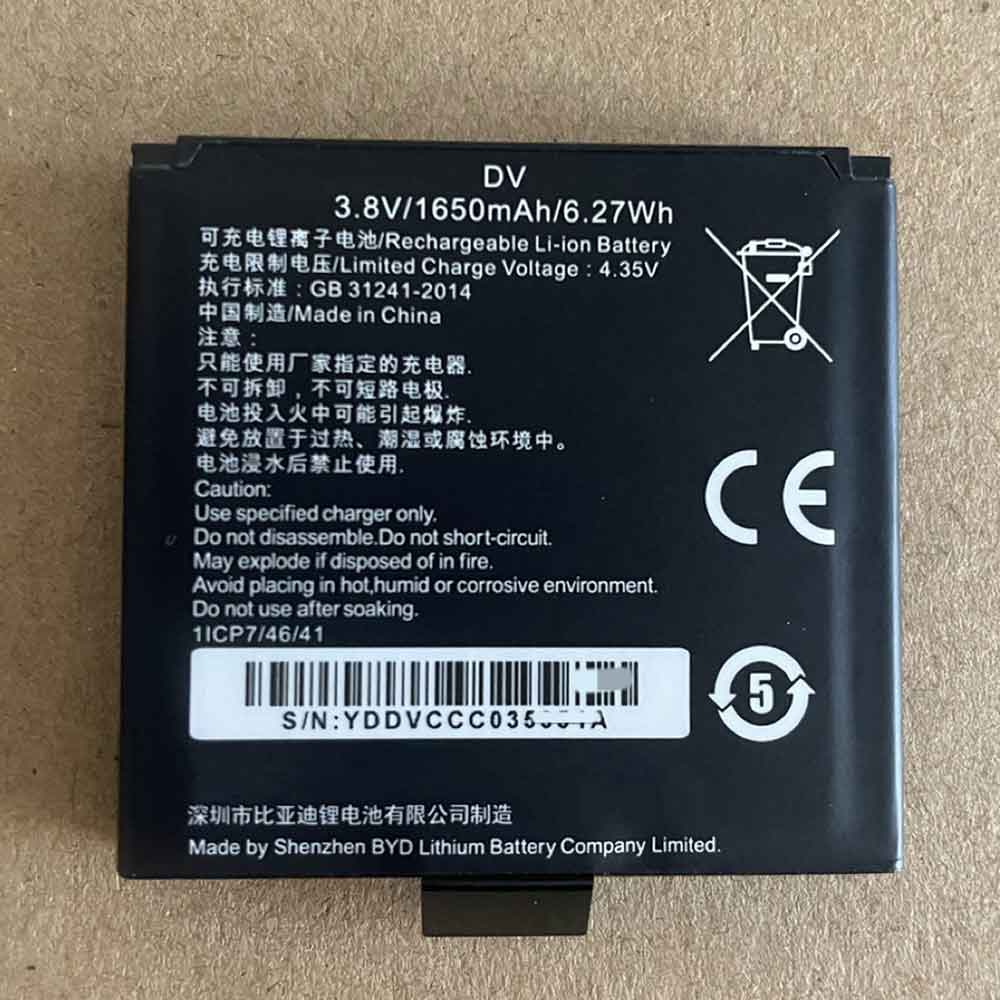 DV
3.8V/1650mAh/6.27Wh
可充电锂离子电池/Rechargeable Li-ion Battery
充电限制电压/Limited Charge Voltage : 4.35V
执行标准 : GB 31241-2014
中国制造/Made in China
注意 :
只能使用厂家指定的充电器.
不可拆卸，不可短路电极.
电池投入火中可能引起爆炸.
避免放置于过热、潮湿或腐蚀环境中。
电池浸水后禁止使用.
Caution:
Use specified charger only.
Do not disassemble.Do not short-circuit.
May explode if disposed of in fire.
Avoid placing in hot,humid or corrosive environment.
Do not use after soaking.
1ICP7/46/41
CE
S/N:
5
深圳市比亚迪锂电池有限公司制造
Made by Shenzhen BYD Lithium Battery Company Limited.